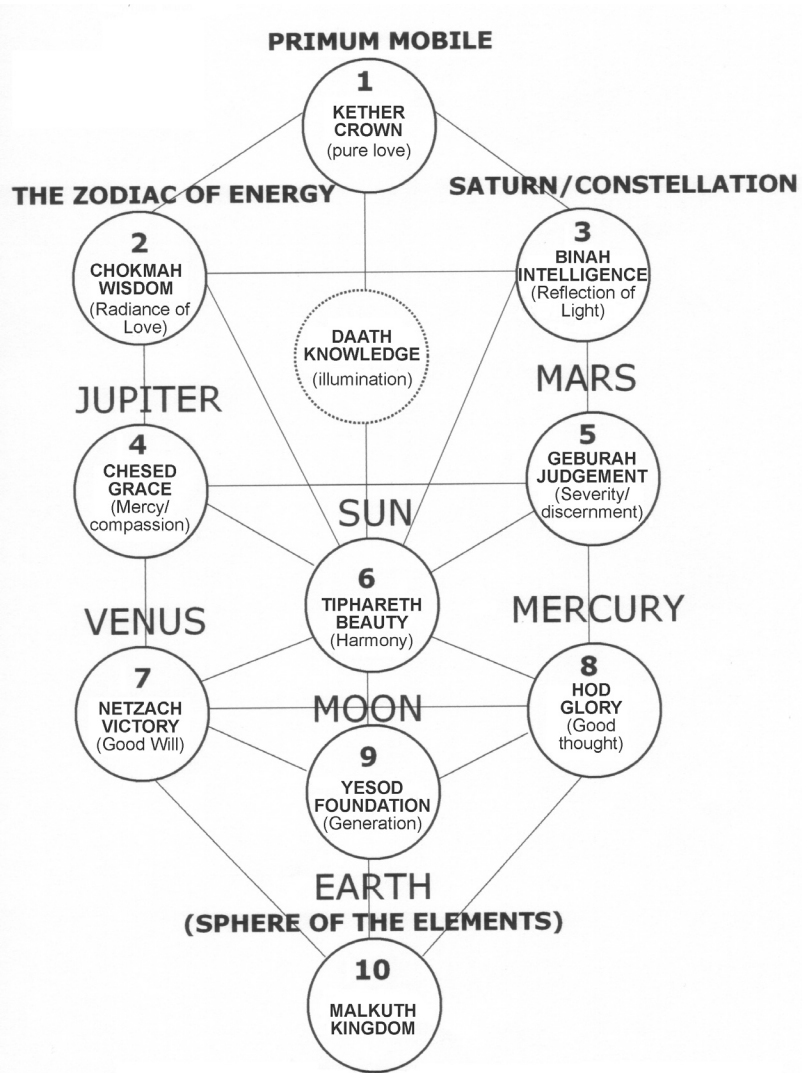 PRIMUM MOBILE
1
KETHER
CROWN
(pure love)
THE ZODIAC OF ENERGY
SATURN/CONSTELLATION
2
CHOKMAH
WISDOM
(Radiance of
Love)
3
BINAH
INTELLIGENCE
(Reflection of
Light)
DAATH
KNOWLEDGE
(illumination)
JUPITER
MARS
4
CHESED
GRACE
(Mercy/
compassion)
5
GEBURAH
JUDGEMENT
(Severity/
discernment)
SUN
6
TIPHARETH
BEAUTY
(Harmony)
VENUS
MERCURY
7
NETZACH
VICTORY
(Good Will)
8
HOD
GLORY
(Good
thought)
MOON
9
YESOD
FOUNDATION
(Generation)
EARTH
(SPHERE OF THE ELEMENTS)
10
MALKUTH
KINGDOM